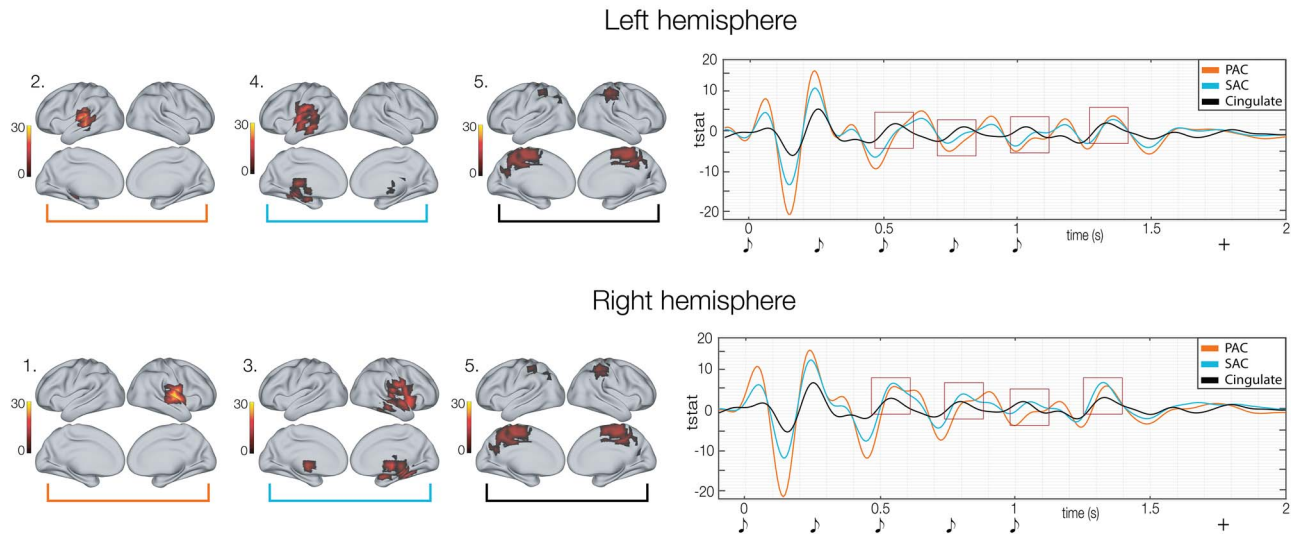 Left hemisphere
2.
4.
5.
30
0
30
0
30
0
20
10
0
-10
-20
tstat
PAC
SAC
Cingulate
0
0.5
1
time (s)
1.5
2
♪ ♪ ♪ ♪ ♪ +
Right hemisphere
1.
3.
5.
30
0
30
0
30
0
20
10
0
-10
-20
tstat
PAC
SAC
Cingulate
0
0.5
1
time (s)
1.5
2
♪ ♪ ♪ ♪ ♪ +